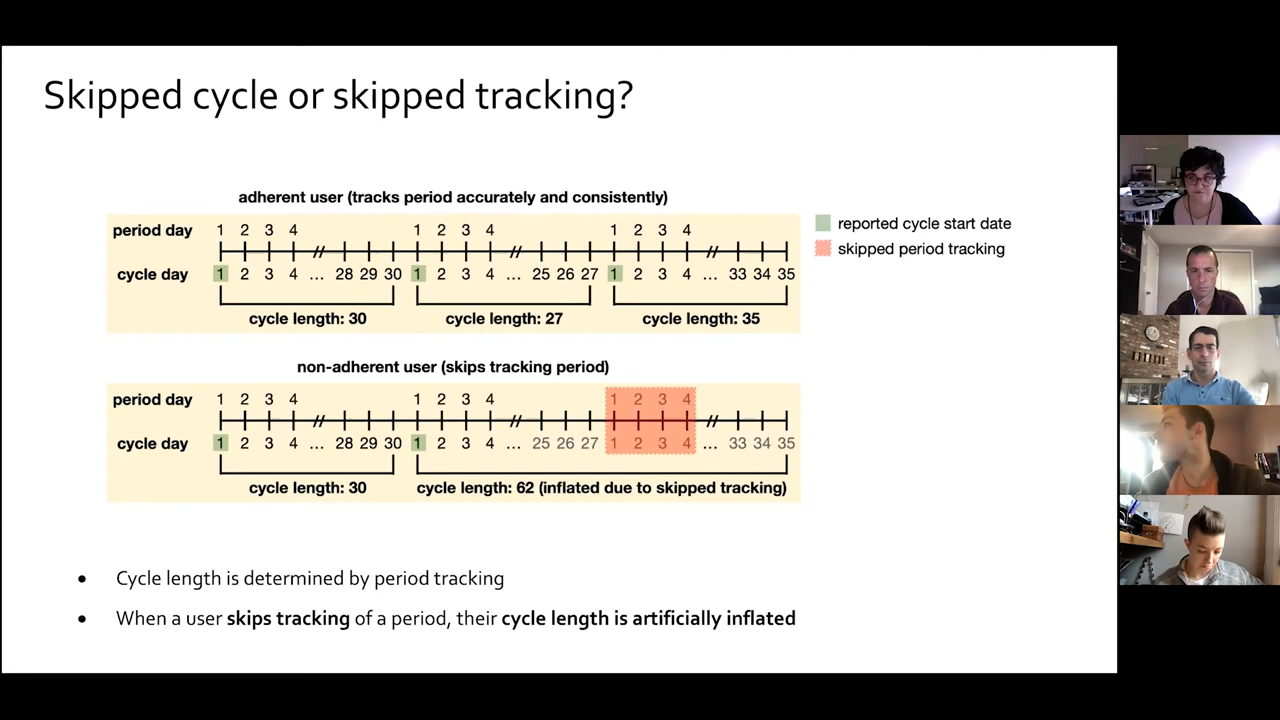 Skipped cycle or skipped tracking?
adherent user (tracks period accurately and consistently)
period day 1 2 3 4 1 2 3 4 1 2 3 4
cycle day 1 2 3 4 ... 28 29 30 1 2 3 4 ... 25 26 27 1 2 3 4 ... 33 34 35
cycle length: 30 cycle length: 27 cycle length: 35
reported cycle start date
skipped period tracking
non-adherent user (skips tracking period)
period day 1 2 3 4 1 2 3 4 1 2 3 4
cycle day 1 2 3 4 ... 28 29 30 1 2 3 4 ... 25 26 27 1 2 3 4 ... 33 34 35
cycle length: 30 cycle length: 62 (inflated due to skipped tracking)
• Cycle length is determined by period tracking
• When a user skips tracking of a period, their cycle length is artificially inflated